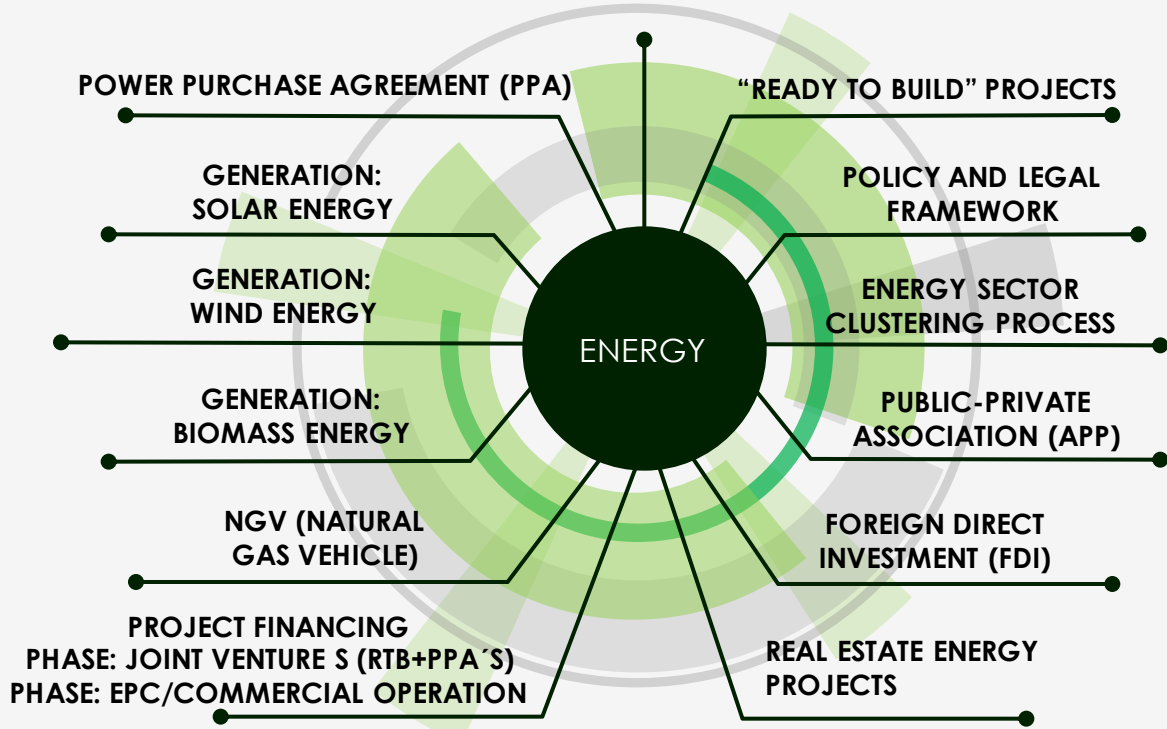 POWER PURCHASE AGREEMENT (PPA)
GENERATION:
SOLAR ENERGY
GENERATION:
WIND ENERGY
GENERATION:
BIOMASS ENERGY
NGV (NATURAL
GAS VEHICLE)
PROJECT FINANCING
PHASE: JOINT VENTURE S (RTB+PPA´S)
PHASE: EPC/COMMERCIAL OPERATION
ENERGY
“READY TO BUILD” PROJECTS
POLICY AND LEGAL
FRAMEWORK
ENERGY SECTOR
CLUSTERING PROCESS
PUBLIC-PRIVATE
ASSOCIATION (APP)
FOREIGN DIRECT
INVESTMENT (FDI)
REAL ESTATE ENERGY
PROJECTS